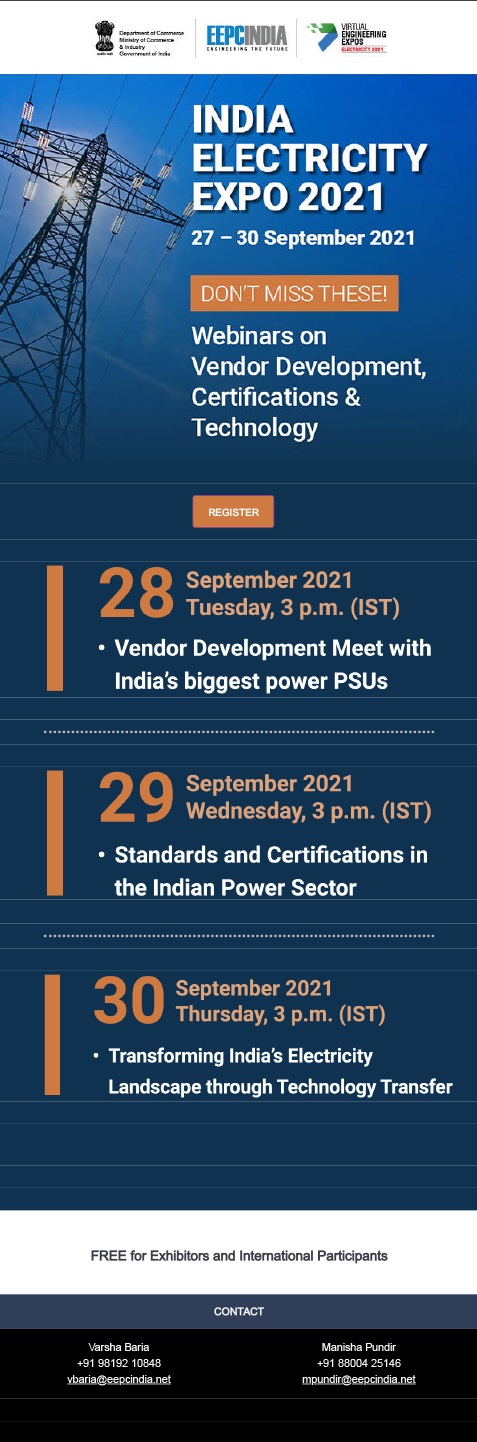 Department of Commerce
Ministry of Commerce
& Industry
Government of India
EEPCINDIA
ENGINEERING THE FUTURE
VIRTUAL
ENGINEERING
EXPOS
ELECTRICITY 2021
INDIA
ELECTRICITY
EXPO 2021
27 – 30 September 2021
DON'T MISS THESE!
Webinars on
Vendor Development,
Certifications &
Technology
REGISTER
28 September 2021
Tuesday, 3 p.m. (IST)
• Vendor Development Meet with
India's biggest power PSUs
29 September 2021
Wednesday, 3 p.m. (IST)
• Standards and Certifications in
the Indian Power Sector
30 September 2021
Thursday, 3 p.m. (IST)
• Transforming India's Electricity
Landscape through Technology Transfer
FREE for Exhibitors and International Participants
CONTACT
Varsha Baria
+91 98192 10848
vbaria@eepcindia.net
Manisha Pundir
+91 88004 25146
mpundir@eepcindia.net